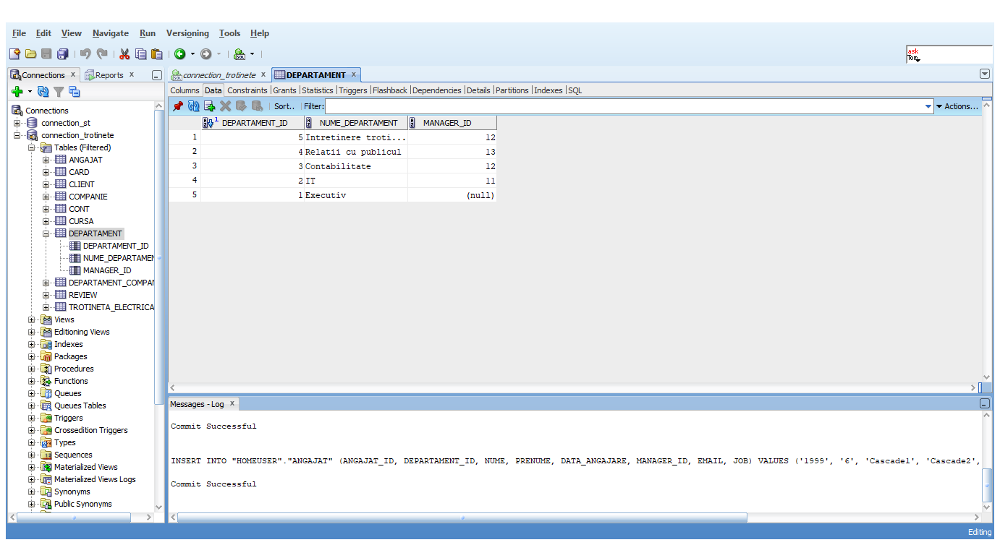 File Edit View Navigate Run Versioning Tools Help
ask
Tom
Connections x Reports x
connection_trotinete x DEPARTAMENT x
Columns Data Constraints Grants Statistics Triggers Flashback Dependencies Details Partitions Indexes SQL
Sort.. Filter: Actions...
DEPARTAMENT_ID NUME_DEPARTAMENT MANAGER_ID
1 5 Intretinere troti... 12
2 4 Relatii cu publicul 13
3 3 Contabilitate 12
4 2 IT 11
5 1 Executiv (null)
Connections
connection_st
connection_trotinete
Tables (Filtered)
ANGAJAT
CARD
CLIENT
COMPANIE
CONT
CURSA
DEPARTAMENT
DEPARTAMENT_ID
NUME_DEPARTAMEN
MANAGER_ID
DEPARTAMENT_COMPAN
REVIEW
TROTINETA_ELECTRICA
Views
Editioning Views
Indexes
Packages
Procedures
Functions
Queues
Queues Tables
Triggers
Crossedition Triggers
Types
Sequences
Materialized Views
Materialized Views Logs
Synonyms
Public Synonyms
Messages - Log x
Commit Successful
INSERT INTO "HOMEUSER"."ANGAJAT" (ANGAJAT_ID, DEPARTAMENT_ID, NUME, PRENUME, DATA_ANGAJARE, MANAGER_ID, EMAIL, JOB) VALUES ('1999', '6', 'Cascade1', 'Cascade2',
Commit Successful
Editing